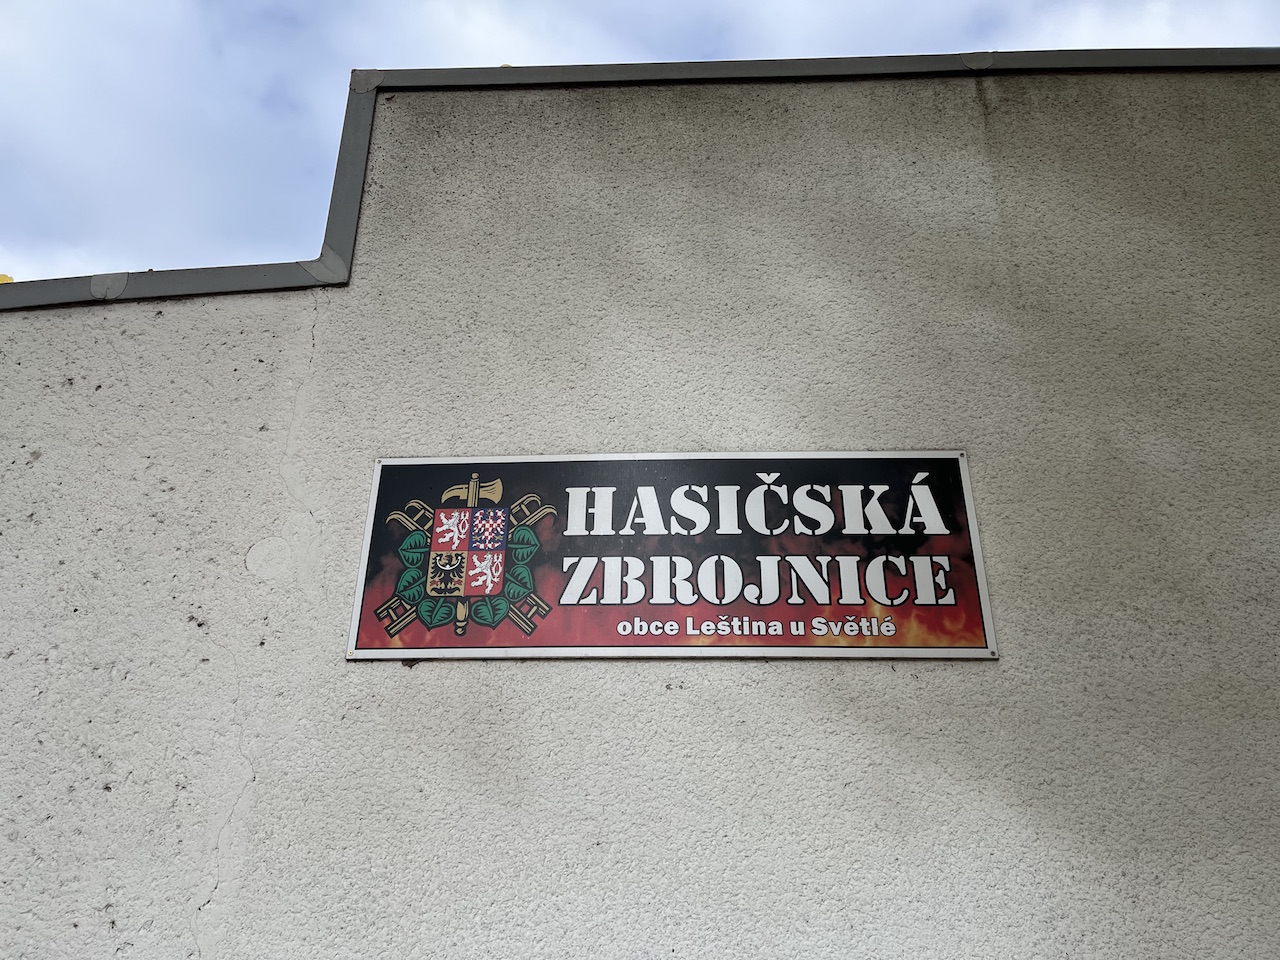 HASIČSKÁ
ZBROJNICE
obce Leština u Světlé